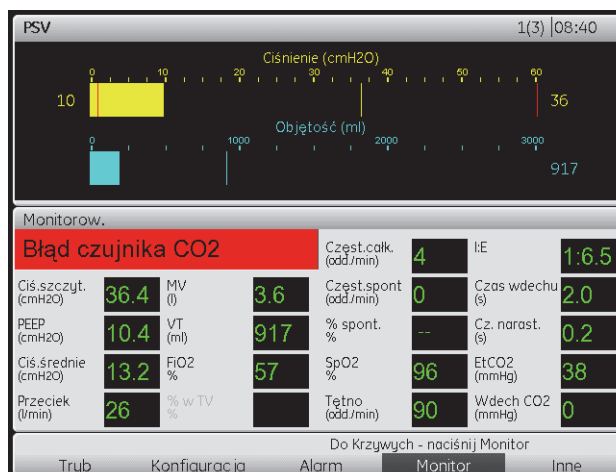 PSV 1(3) 08:40
Ciśnienie (cmH2O)
0 10 20 30 40 50 60
10 36
Objętość (ml)
0 1000 2000 3000
917
Monitorow.
Błąd czujnika CO2
Częst.całk. (odd./min) 4 I:E 1:6.5
Ciś.szczyt. (cmH2O) 36.4 MV (l) 3.6 Częst.spont (odd./min) 0 Czas wdechu (s) 2.0
PEEP (cmH2O) 10.4 VT (ml) 917 % spont. % -- Cz. narast. (s) 0.2
Ciś.średnie (cmH2O) 13.2 FiO2 % 57 SpO2 % 96 EtCO2 (mmHg) 38
Przeciek (l/min) 26 % w TV % Tętno (odd./min) 90 Wdech CO2 (mmHg) 0
Do Krzywych - naciśnij Monitor
Tryb Konfiguracja Alarm Monitor Inne